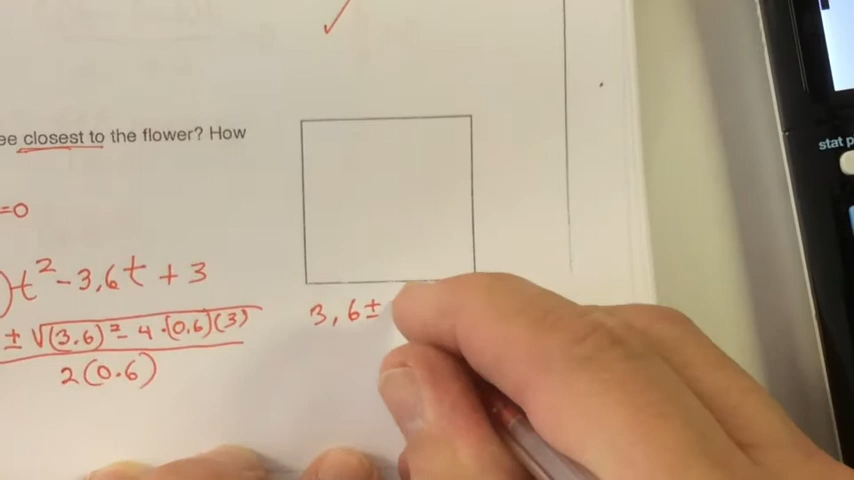 ee closest to the flower? How
=0
)t² - 3,6t + 3
± √(3.6)² - 4 · (0.6)(3)
2(0.6)
3,6 ±
stat p